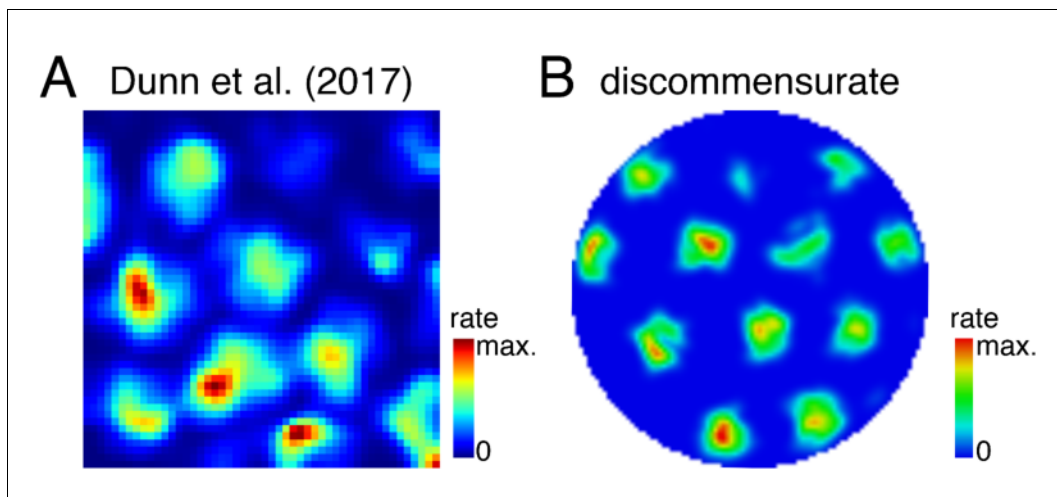 A Dunn et al. (2017)
rate
max.
0
B discommensurate
rate
max.
0